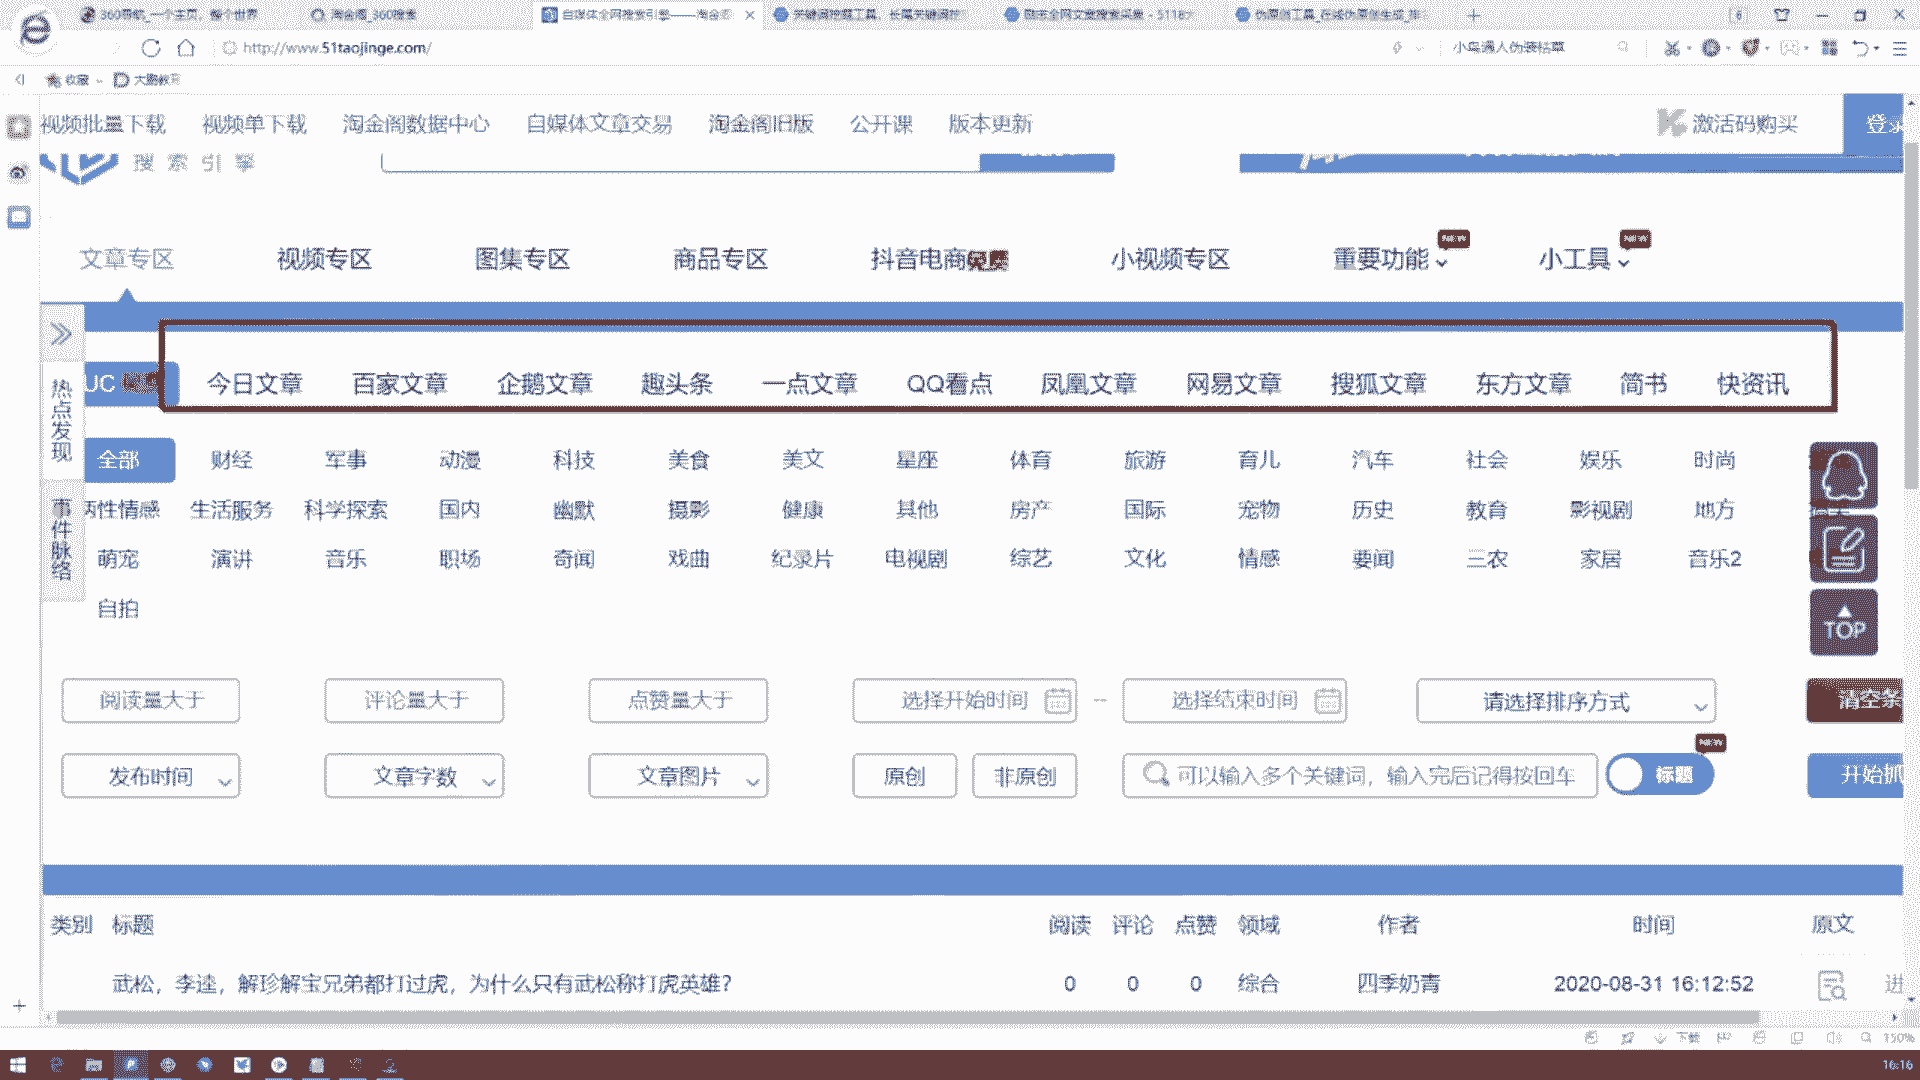 360导航_一个主页，整个世界
淘金阁_360搜索
自媒体全网搜索引擎——淘金阁
关键词挖掘工具，长尾关键词挖
励志全网文章搜索采集 - 5118大
伪原创工具_在线伪原创生成_排
http://www.51taojinge.com/
小鸟遇人伪装枯草
收藏
大鹏教育
视频批量下载 视频单下载 淘金阁数据中心 自媒体文章交易 淘金阁旧版 公开课 版本更新 激活码购买 登录
搜索引擎
文章专区 视频专区 图集专区 商品专区 抖音电商免费 小视频专区 重要功能 NEW 小工具 NEW
UC 今日文章 百家文章 企鹅文章 趣头条 一点文章 QQ看点 凤凰文章 网易文章 搜狐文章 东方文章 简书 快资讯
热点发现
事件脉络
全部 财经 军事 动漫 科技 美食 美文 星座 体育 旅游 育儿 汽车 社会 娱乐 时尚
两性情感 生活服务 科学探索 国内 幽默 摄影 健康 其他 房产 国际 宠物 历史 教育 影视剧 地方
萌宠 演讲 音乐 职场 奇闻 戏曲 纪录片 电视剧 综艺 文化 情感 要闻 三农 家居 音乐2
自拍
TOP
阅读量大于 评论量大于 点赞量大于 选择开始时间 – 选择结束时间 请选择排序方式 清空条
发布时间 文章字数 文章图片 原创 非原创 可以输入多个关键词，输入完后记得按回车 标题 NEW 开始抓
类别 标题 阅读 评论 点赞 领域 作者 时间 原文
武松，李逵，解珍解宝兄弟都打过虎，为什么只有武松称打虎英雄? 0 0 0 综合 四季奶青 2020-08-31 16:12:52 进
下载 150%
16:16